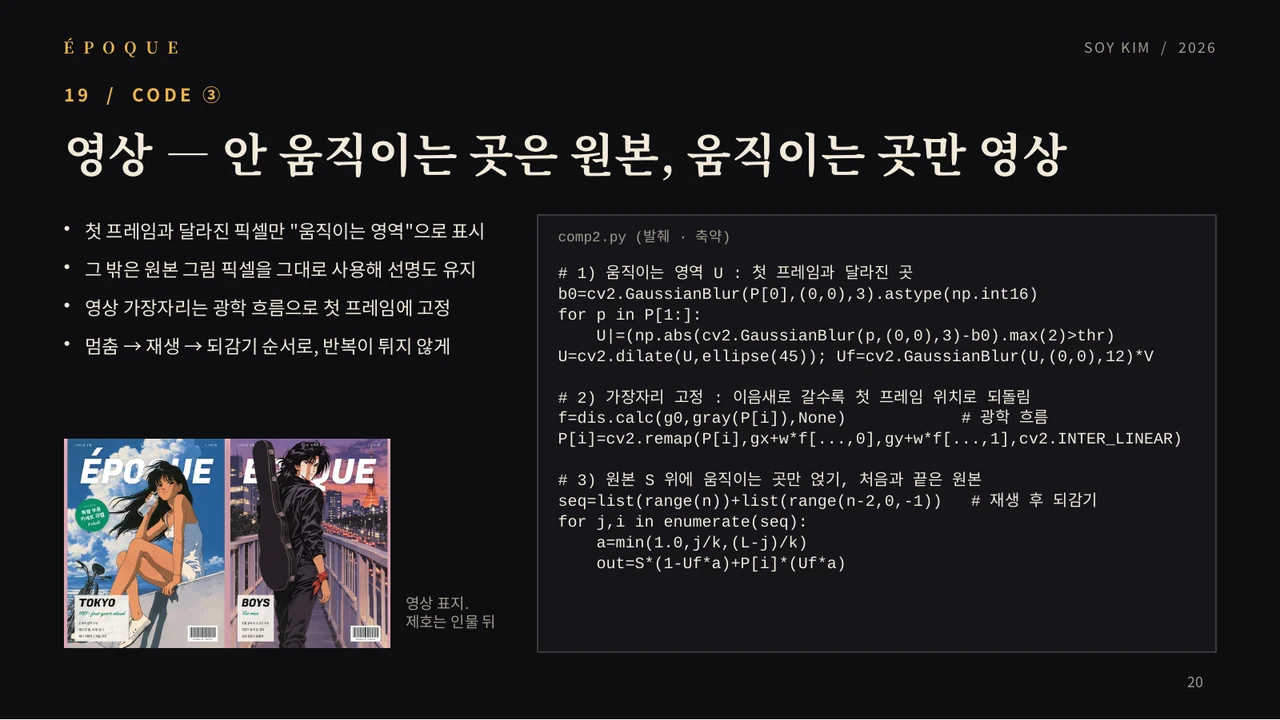 ÉPOQUE
SOY KIM / 2026
19 / CODE ③
영상 — 안 움직이는 곳은 원본, 움직이는 곳만 영상
• 첫 프레임과 달라진 픽셀만 "움직이는 영역"으로 표시
• 그 밖은 원본 그림 픽셀을 그대로 사용해 선명도 유지
• 영상 가장자리는 광학 흐름으로 첫 프레임에 고정
• 멈춤 → 재생 → 되감기 순서로, 반복이 튀지 않게
comp2.py (발췌 · 축약)
# 1) 움직이는 영역 U : 첫 프레임과 달라진 곳
b0=cv2.GaussianBlur(P[0],(0,0),3).astype(np.int16)
for p in P[1:]:
    U|=(np.abs(cv2.GaussianBlur(p,(0,0),3)-b0).max(2)>thr)
U=cv2.dilate(U,ellipse(45)); Uf=cv2.GaussianBlur(U,(0,0),12)*V
# 2) 가장자리 고정 : 이음새로 갈수록 첫 프레임 위치로 되돌림
f=dis.calc(g0,gray(P[i]),None)            # 광학 흐름
P[i]=cv2.remap(P[i],gx+w*f[...,0],gy+w*f[...,1],cv2.INTER_LINEAR)
# 3) 원본 S 위에 움직이는 곳만 얹기, 처음과 끝은 원본
seq=list(range(n))+list(range(n-2,0,-1))   # 재생 후 되감기
for j,i in enumerate(seq):
    a=min(1.0,j/k,(L-j)/k)
    out=S*(1-Uf*a)+P[i]*(Uf*a)
ÉPOQUE
TOKYO
BOYS
For men
영상 표지.
제호는 인물 뒤
20